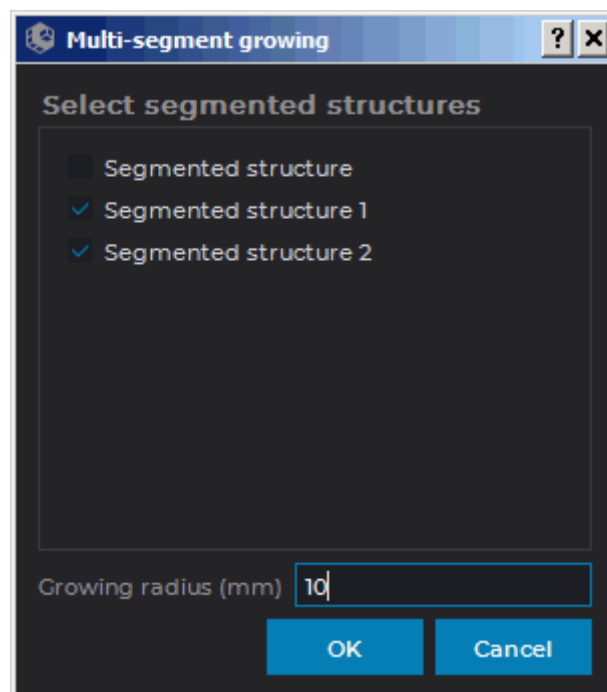 Multi-segment growing
Select segmented structures
Segmented structure
Segmented structure 1
Segmented structure 2
Growing radius (mm) 10
OK Cancel